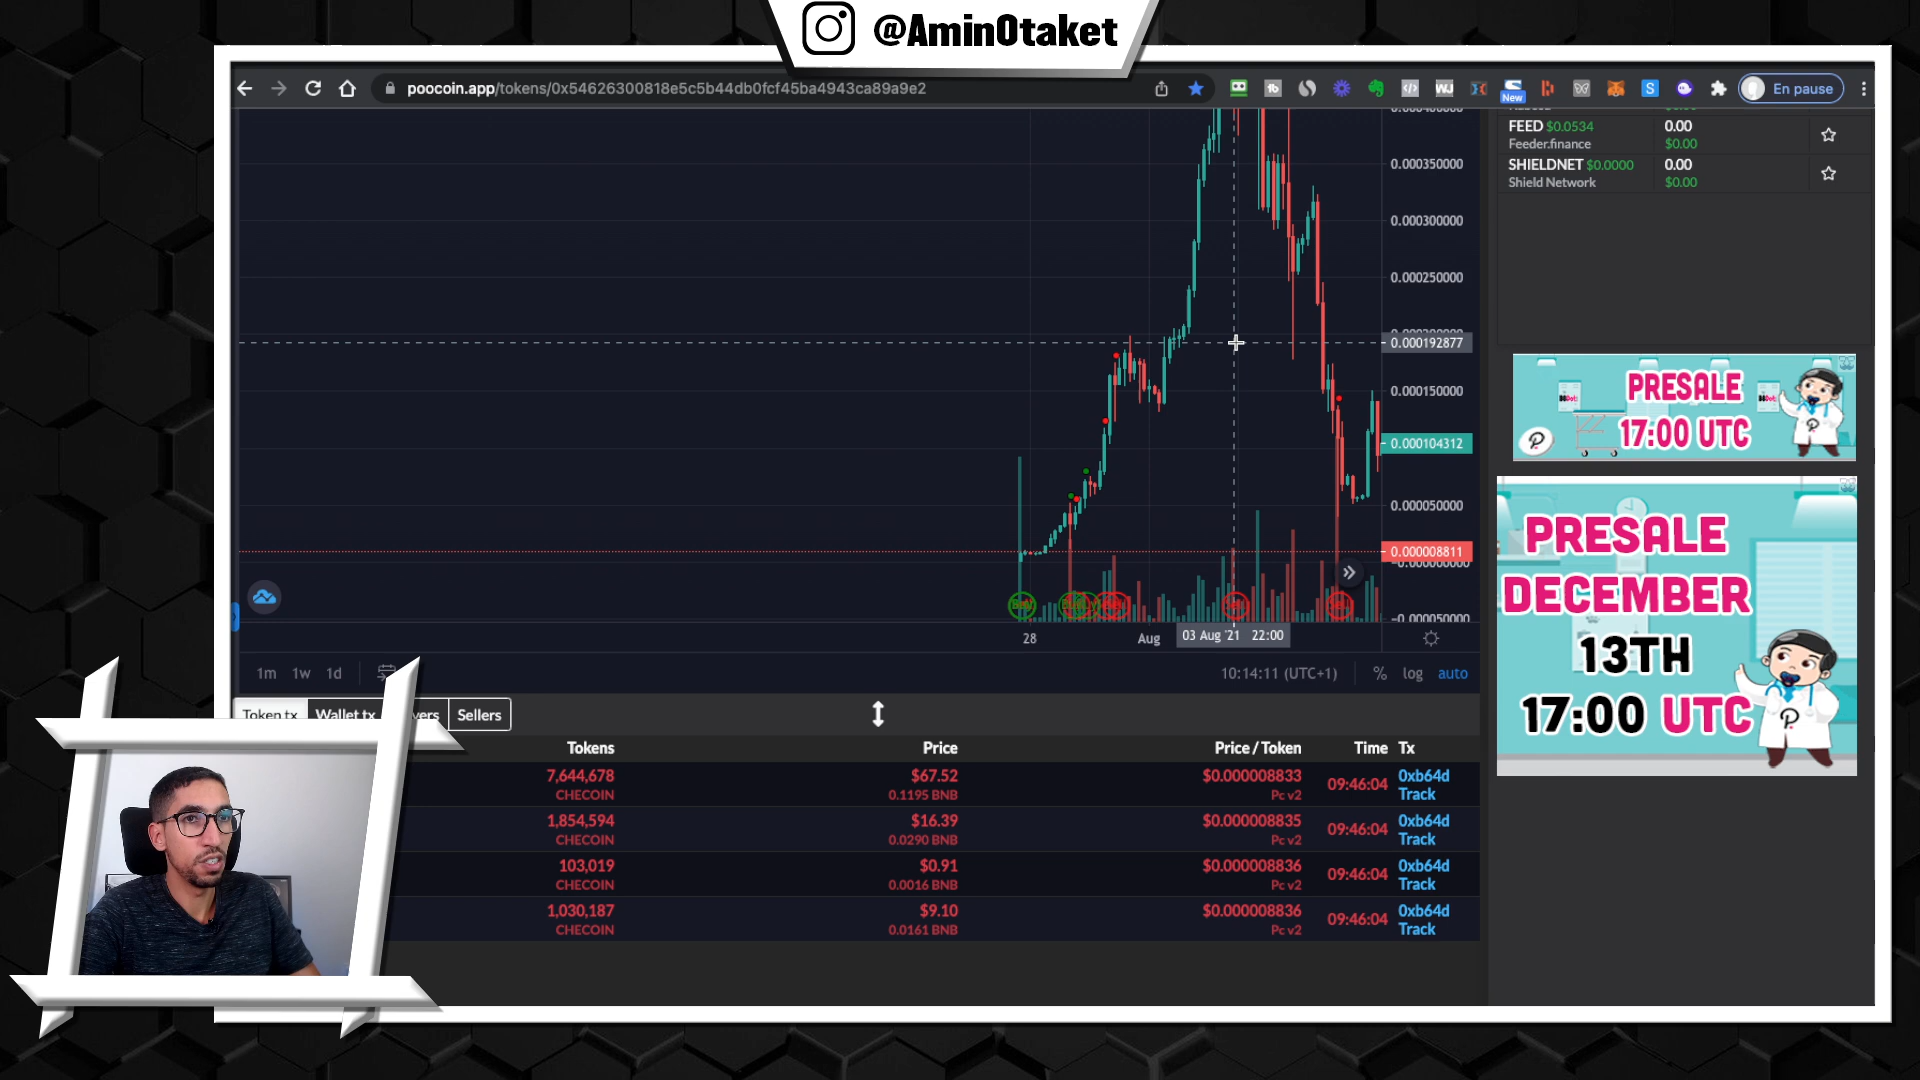 @AminOtaket
poocoin.app/tokens/0x54626300818e5c5b44db0fcf45ba4943ca89a9e2
New
En pause
FEED $0.0534
0.00
Feeder.finance
$0.00
SHIELDNET $0.0000
0.00
Shield Network
$0.00
0.000350000
0.000300000
0.000250000
0.000192877
0.000150000
0.000104312
0.000050000
0.000008811
-0.000050000
28
Aug
03 Aug '21 22:00
1m 1w 1d
10:14:11 (UTC+1)
% log auto
PRESALE
17:00 UTC
PRESALE
DECEMBER
13TH
17:00 UTC
Token tx
Wallet tx
Sellers
Tokens
Price
Price / Token
Time
Tx
7,644,678
$67.52
$0.000008833
09:46:04
0xb64d
CHECOIN
0.1195 BNB
Pc v2
Track
1,854,594
$16.39
$0.000008835
09:46:04
0xb64d
CHECOIN
0.0290 BNB
Pc v2
Track
103,019
$0.91
$0.000008836
09:46:04
0xb64d
CHECOIN
0.0016 BNB
Pc v2
Track
1,030,187
$9.10
$0.000008836
09:46:04
0xb64d
CHECOIN
0.0161 BNB
Pc v2
Track